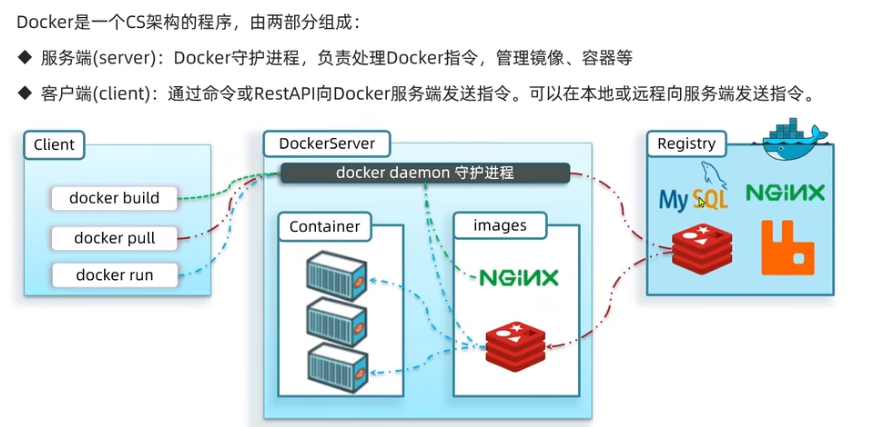 Docker是一个CS架构的程序，由两部分组成：
◆ 服务端(server)：Docker守护进程，负责处理Docker指令，管理镜像、容器等
◆ 客户端(client)：通过命令或RestAPI向Docker服务端发送指令。可以在本地或远程向服务端发送指令。
Client
docker build
docker pull
docker run
DockerServer
docker daemon 守护进程
Container
images
NGINX
Registry
MySQL
NGINX